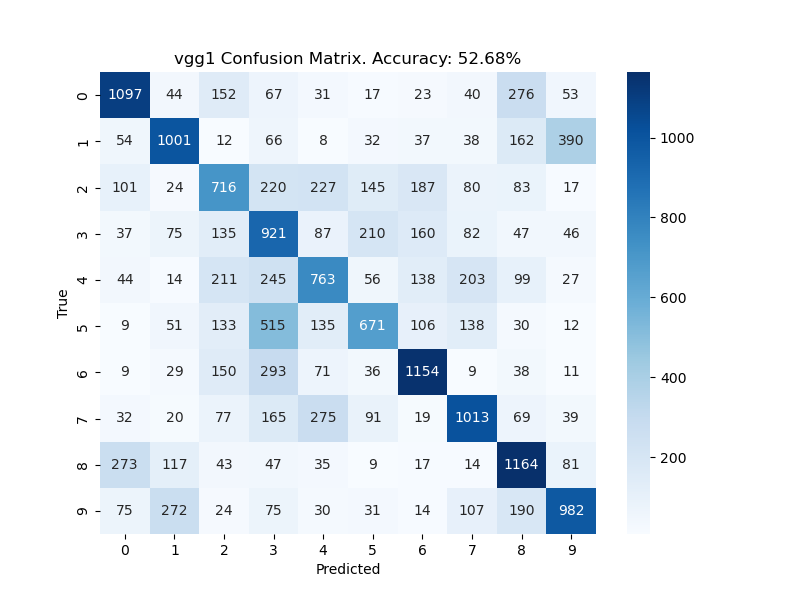 vgg1 Confusion Matrix. Accuracy: 52.68%
0 1097 44 152 67 31 17 23 40 276 53
1 54 1001 12 66 8 32 37 38 162 390
2 101 24 716 220 227 145 187 80 83 17
3 37 75 135 921 87 210 160 82 47 46
4 44 14 211 245 763 56 138 203 99 27
5 9 51 133 515 135 671 106 138 30 12
6 9 29 150 293 71 36 1154 9 38 11
7 32 20 77 165 275 91 19 1013 69 39
8 273 117 43 47 35 9 17 14 1164 81
9 75 272 24 75 30 31 14 107 190 982
0 1 2 3 4 5 6 7 8 9
Predicted
True
1000
800
600
400
200